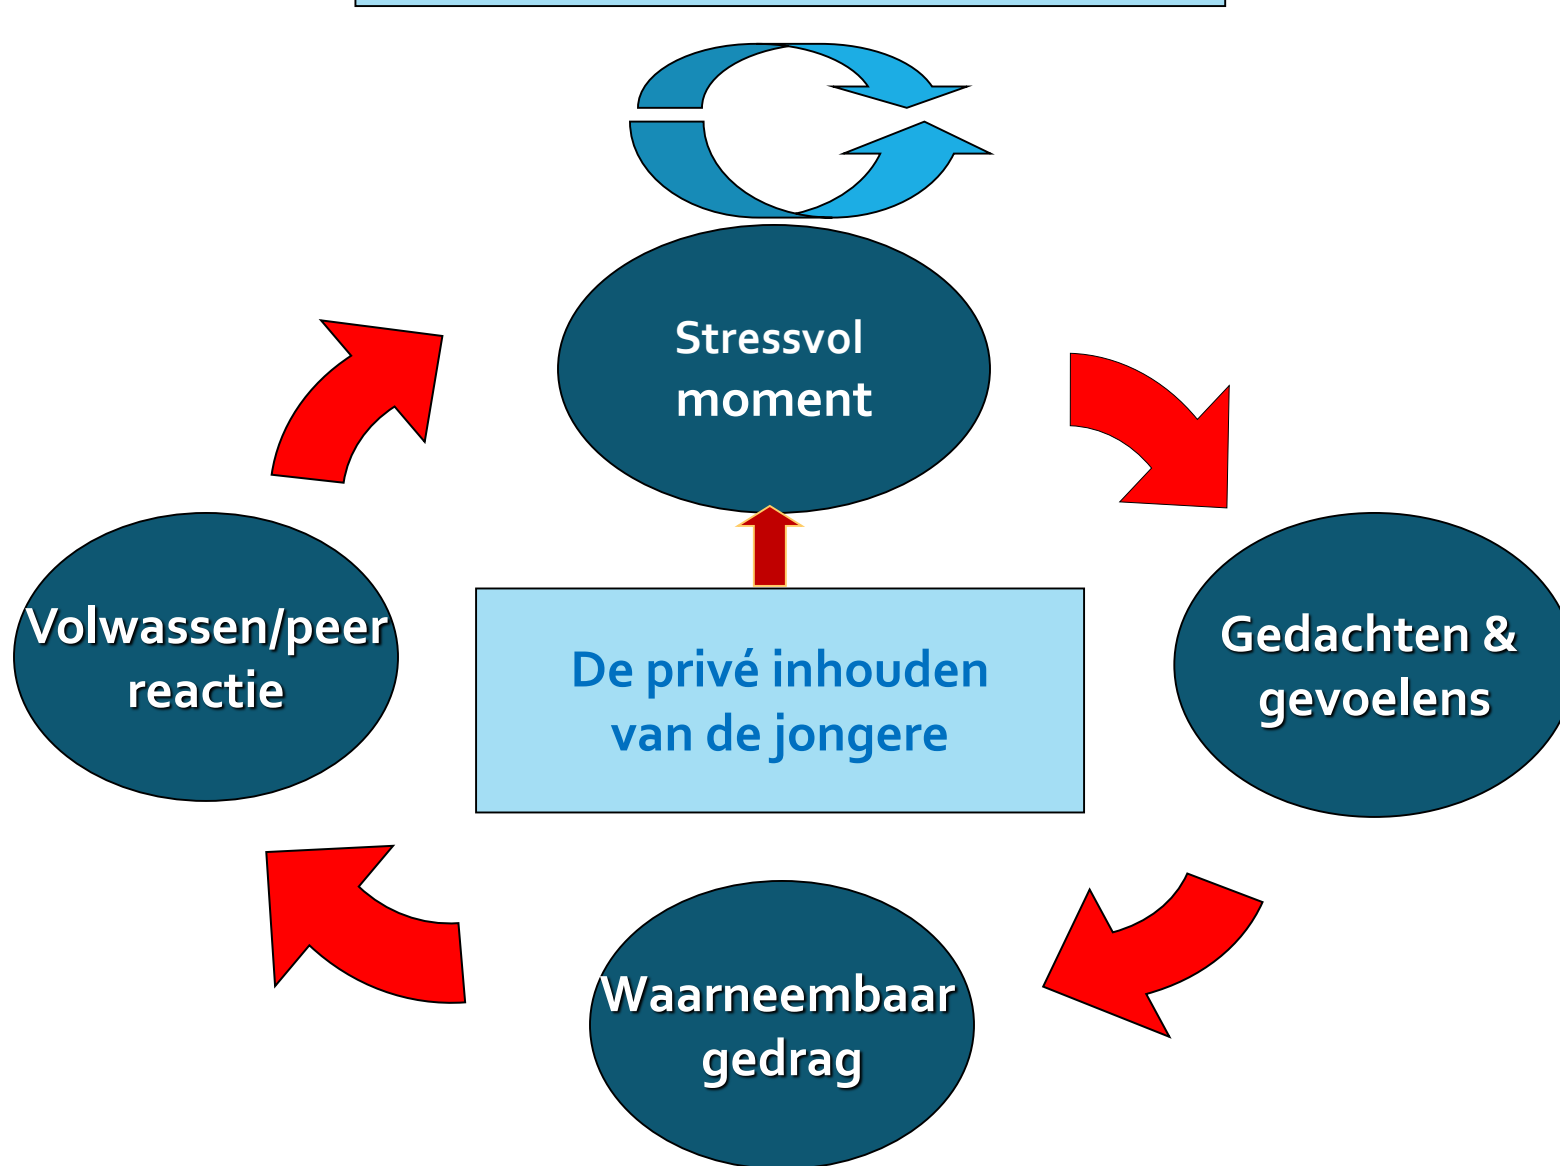 Stressvol
moment
Volwassen/peer
reactie
De privé inhouden
van de jongere
Gedachten &
gevoelens
Waarneembaar
gedrag